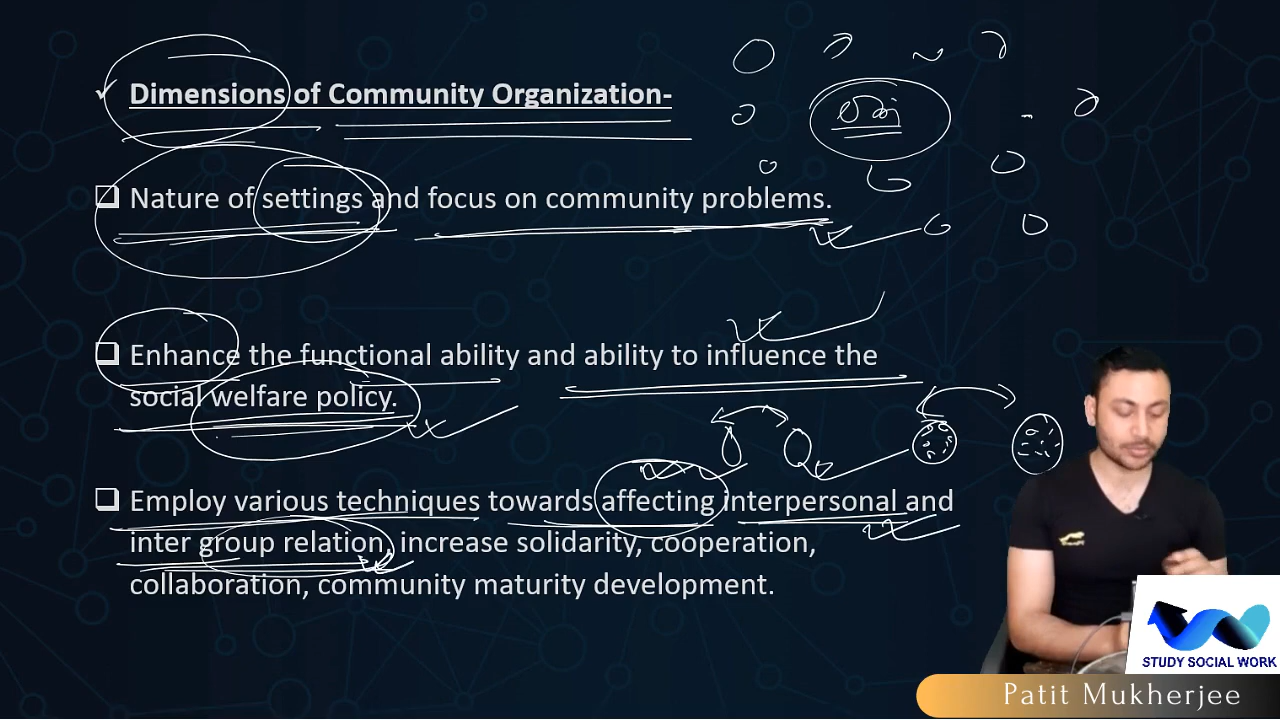 Dimensions of Community Organization-
Nature of settings and focus on community problems.
Enhance the functional ability and ability to influence the
social welfare policy.
Employ various techniques towards affecting interpersonal and
inter group relation, increase solidarity, cooperation,
collaboration, community maturity development.
STUDY SOCIAL WORK
Patit Mukherjee